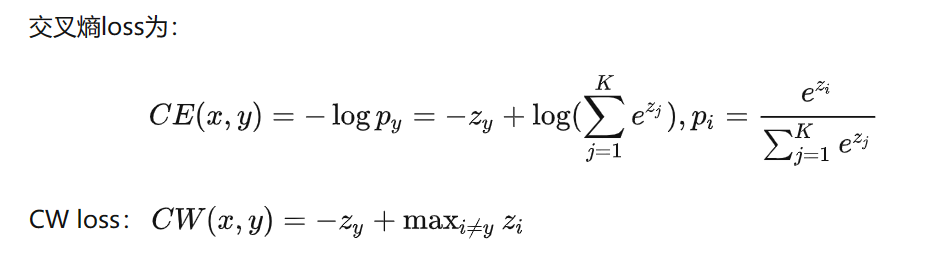 交叉熵loss为：
CE(x, y) = − log p_y = −z_y + log(∑_{j=1}^{K} e^{z_j}), p_i = \frac{e^{z_i}}{∑_{j=1}^{K} e^{z_j}}
CW loss： CW(x, y) = −z_y + max_{i≠y} z_i